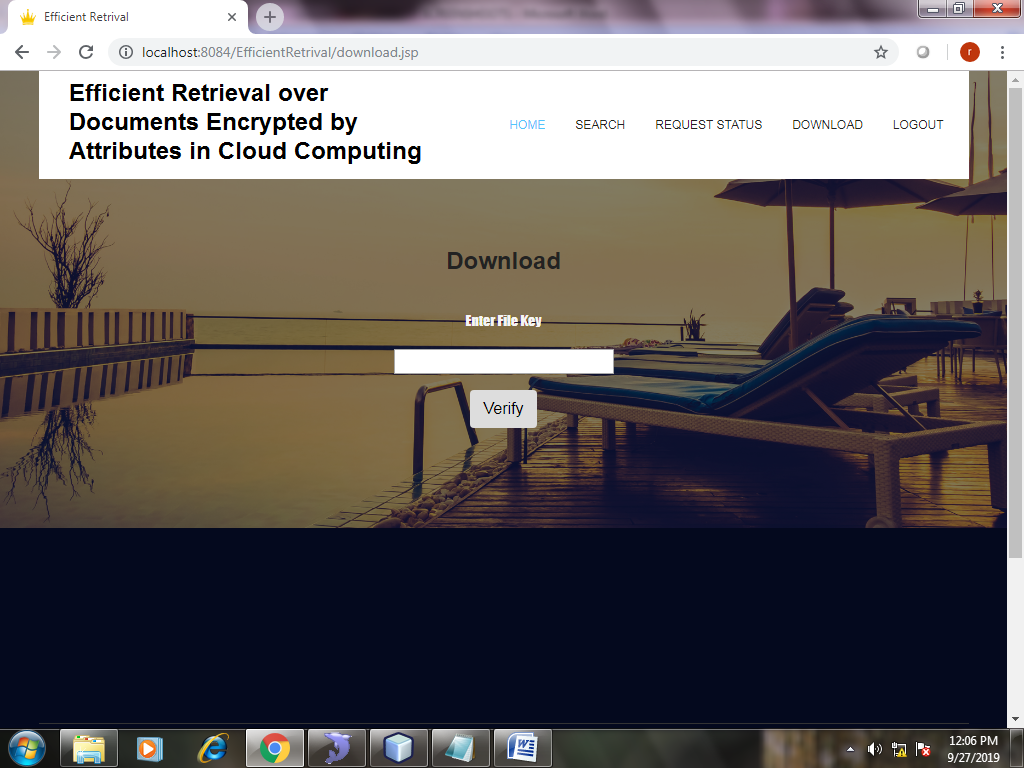 Efficient Retrival
localhost:8084/EfficientRetrival/download.jsp
r
Efficient Retrieval over
Documents Encrypted by
Attributes in Cloud Computing
HOME SEARCH REQUEST STATUS DOWNLOAD LOGOUT
Download
Enter File Key
Verify
12:06 PM
9/27/2019